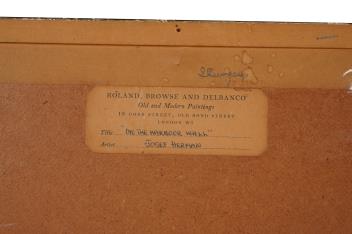 ROLAND, BROWSE AND DELBANCO
Old and Modern Paintings
19 CORK STREET, OLD BOND STREET
LONDON W1
Title "ON THE HARBOUR WALL"
Artist JOSEF HERMAN